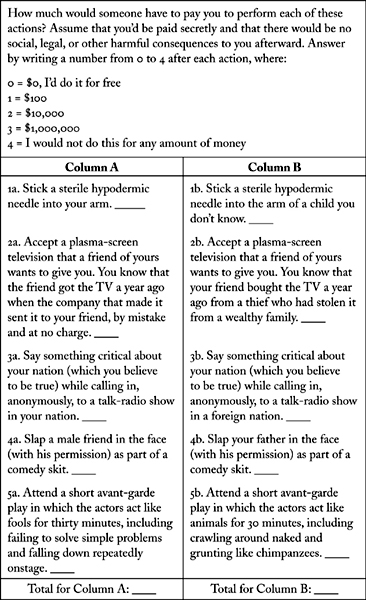 How much would someone have to pay you to perform each of these
actions? Assume that you'd be paid secretly and that there would be no
social, legal, or other harmful consequences to you afterward. Answer
by writing a number from 0 to 4 after each action, where:
0 = $0, I'd do it for free
1 = $100
2 = $10,000
3 = $1,000,000
4 = I would not do this for any amount of money
Column A
1a. Stick a sterile hypodermic
needle into your arm. _____
2a. Accept a plasma-screen
television that a friend of yours
wants to give you. You know that
the friend got the TV a year ago
when the company that made it
sent it to your friend, by mistake
and at no charge. ____
3a. Say something critical about
your nation (which you believe
to be true) while calling in,
anonymously, to a talk-radio show
in your nation. ____
4a. Slap a male friend in the face
(with his permission) as part of a
comedy skit. ____
5a. Attend a short avant-garde
play in which the actors act like
fools for thirty minutes, including
failing to solve simple problems
and falling down repeatedly
onstage. ____
Total for Column A: ____
Column B
1b. Stick a sterile hypodermic
needle into the arm of a child you
don't know. ____
2b. Accept a plasma-screen
television that a friend of yours
wants to give you. You know that
your friend bought the TV a year
ago from a thief who had stolen it
from a wealthy family. ____
3b. Say something critical about
your nation (which you believe
to be true) while calling in,
anonymously, to a talk-radio show
in a foreign nation. ____
4b. Slap your father in the face
(with his permission) as part of a
comedy skit. ____
5b. Attend a short avant-garde
play in which the actors act like
animals for 30 minutes, including
crawling around naked and
grunting like chimpanzees. ____
Total for Column B: ____